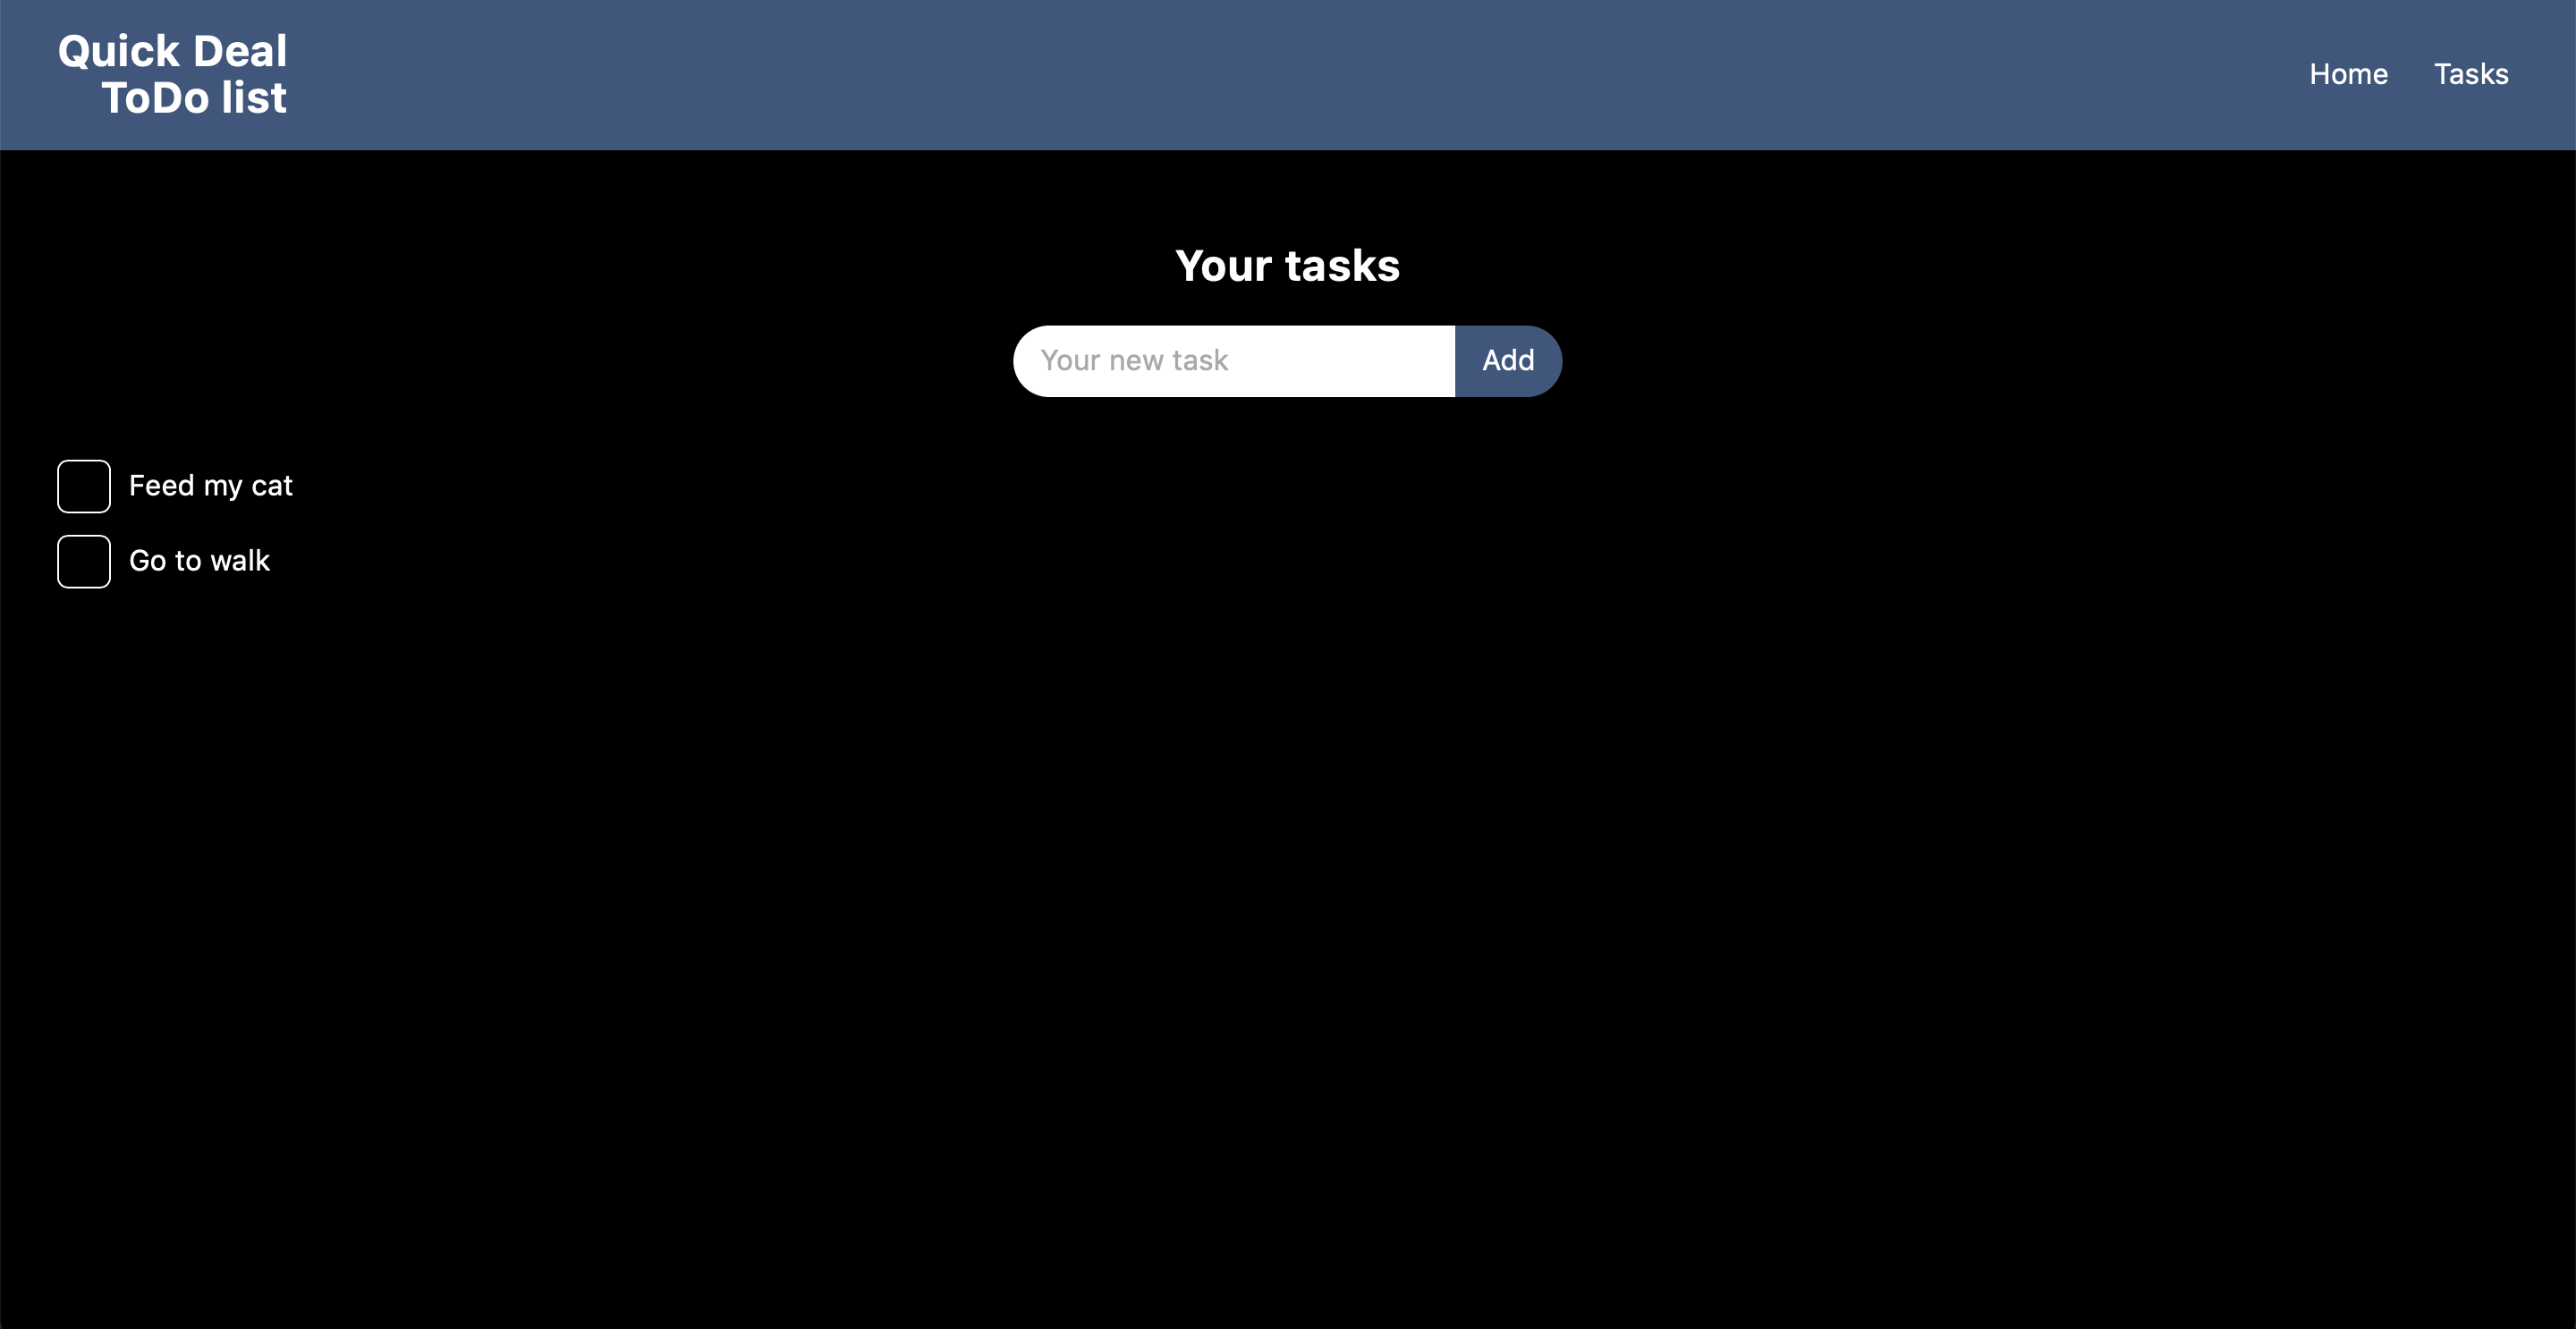 Quick Deal
ToDo list
Home Tasks
Your tasks
Your new task Add
Feed my cat
Go to walk